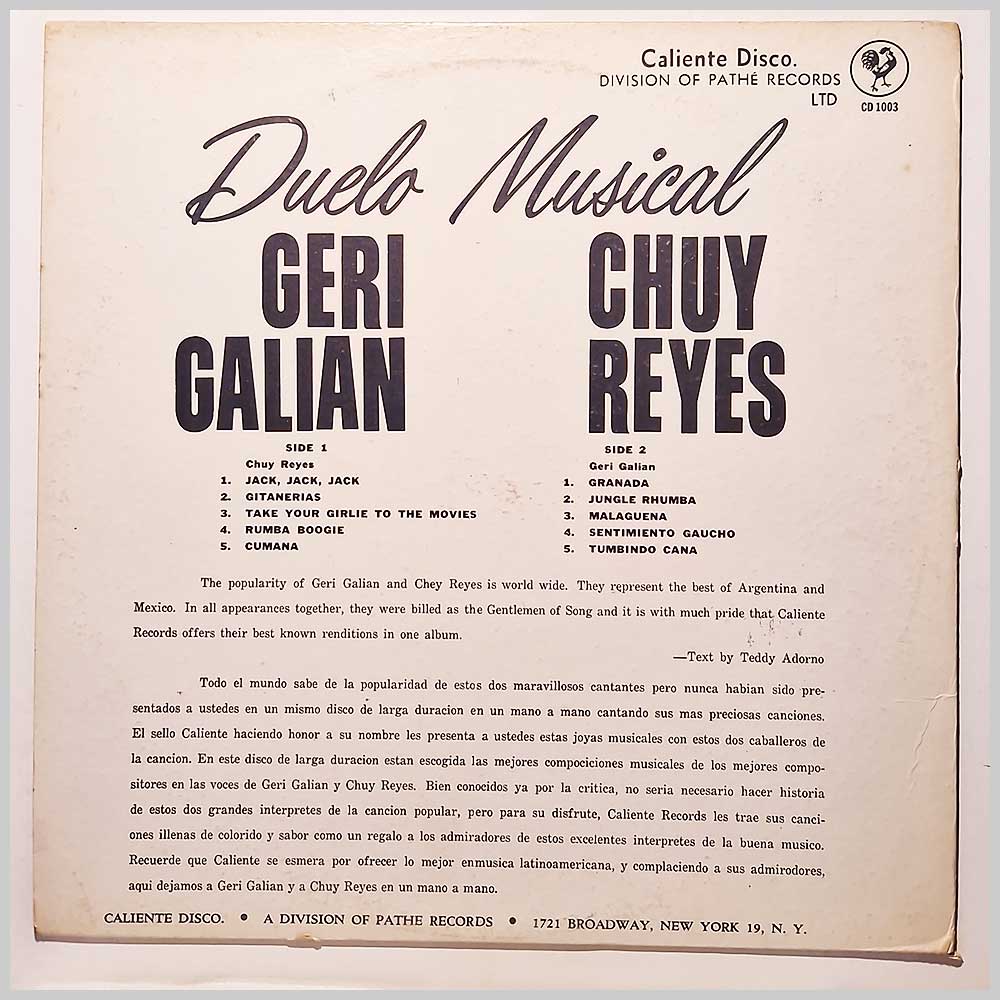 Caliente Disco.
DIVISION OF PATHÉ RECORDS
LTD
CD 1003
Duelo Musical
GERI GALIAN
CHUY REYES
SIDE 1
Chuy Reyes
1. JACK, JACK, JACK
2. GITANERIAS
3. TAKE YOUR GIRLIE TO THE MOVIES
4. RUMBA BOOGIE
5. CUMANA
SIDE 2
Geri Galian
1. GRANADA
2. JUNGLE RHUMBA
3. MALAGUENA
4. SENTIMIENTO GAUCHO
5. TUMBINDO CANA
The popularity of Geri Galian and Chey Reyes is world wide. They represent the best of Argentina and
Mexico. In all appearances together, they were billed as the Gentlemen of Song and it is with much pride that Caliente
Records offers their best known renditions in one album.
—Text by Teddy Adorno
Todo el mundo sabe de la popularidad de estos dos maravillosos cantantes pero nunca habian sido pre-
sentados a ustedes en un mismo disco de larga duracion en un mano a mano cantando sus mas preciosas canciones.
El sello Caliente haciendo honor a su nombre les presenta a ustedes estas joyas musicales con estos dos caballeros de
la cancion. En este disco de larga duracion estan escogida las mejores compociciones musicales de los mejores compo-
sitores en las voces de Geri Galian y Chuy Reyes. Bien conocidos ya por la critica, no seria necesario hacer historia
de estos dos grandes interpretes de la cancion popular, pero para su disfrute, Caliente Records les trae sus canci-
ones illenas de colorido y sabor como un regalo a los admiradores de estos excelentes interpretes de la buena musico.
Recuerde que Caliente se esmera por ofrecer lo mejor enmusica latinoamericana, y complaciendo a sus admirodores,
aqui dejamos a Geri Galian y a Chuy Reyes en un mano a mano.
CALIENTE DISCO. • A DIVISION OF PATHE RECORDS • 1721 BROADWAY, NEW YORK 19, N. Y.